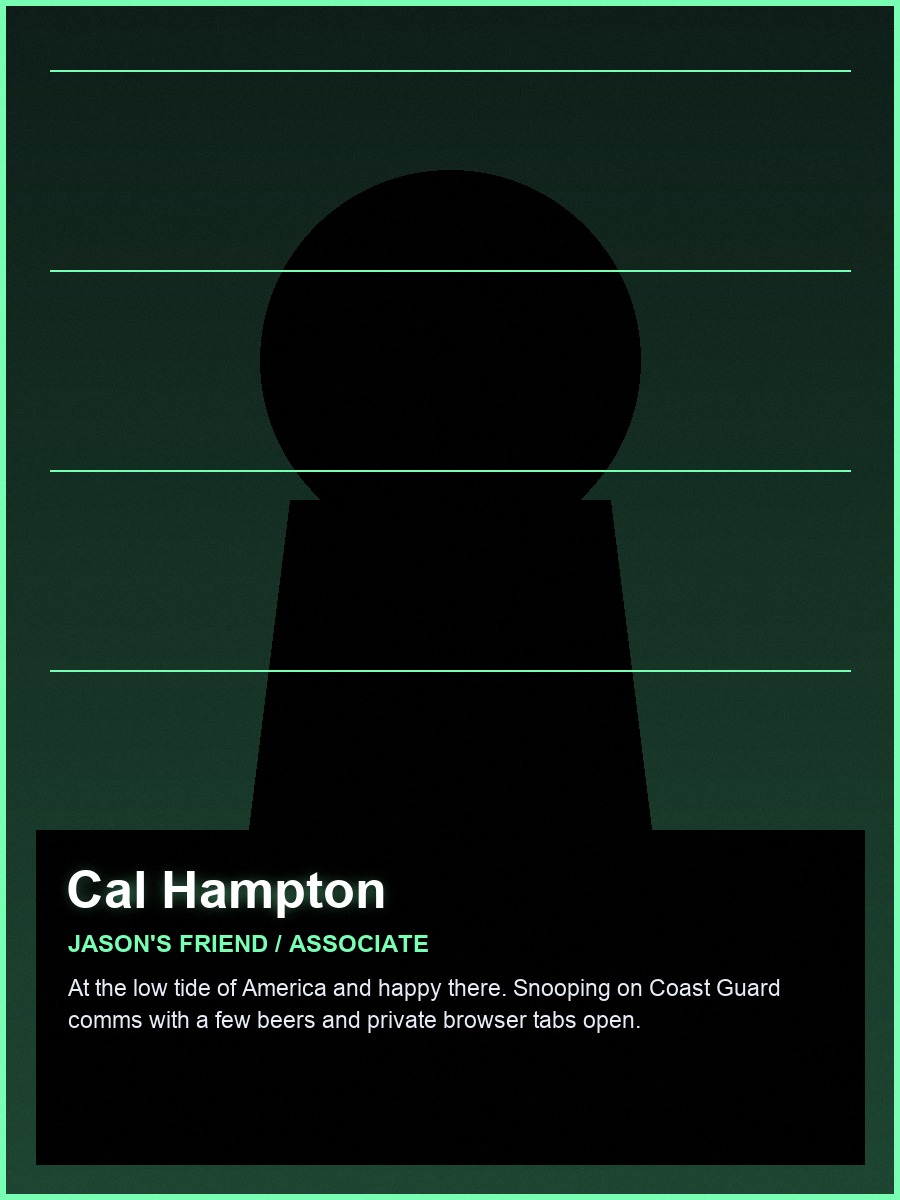 Cal Hampton
JASON'S FRIEND / ASSOCIATE
At the low tide of America and happy there. Snooping on Coast Guard
comms with a few beers and private browser tabs open.